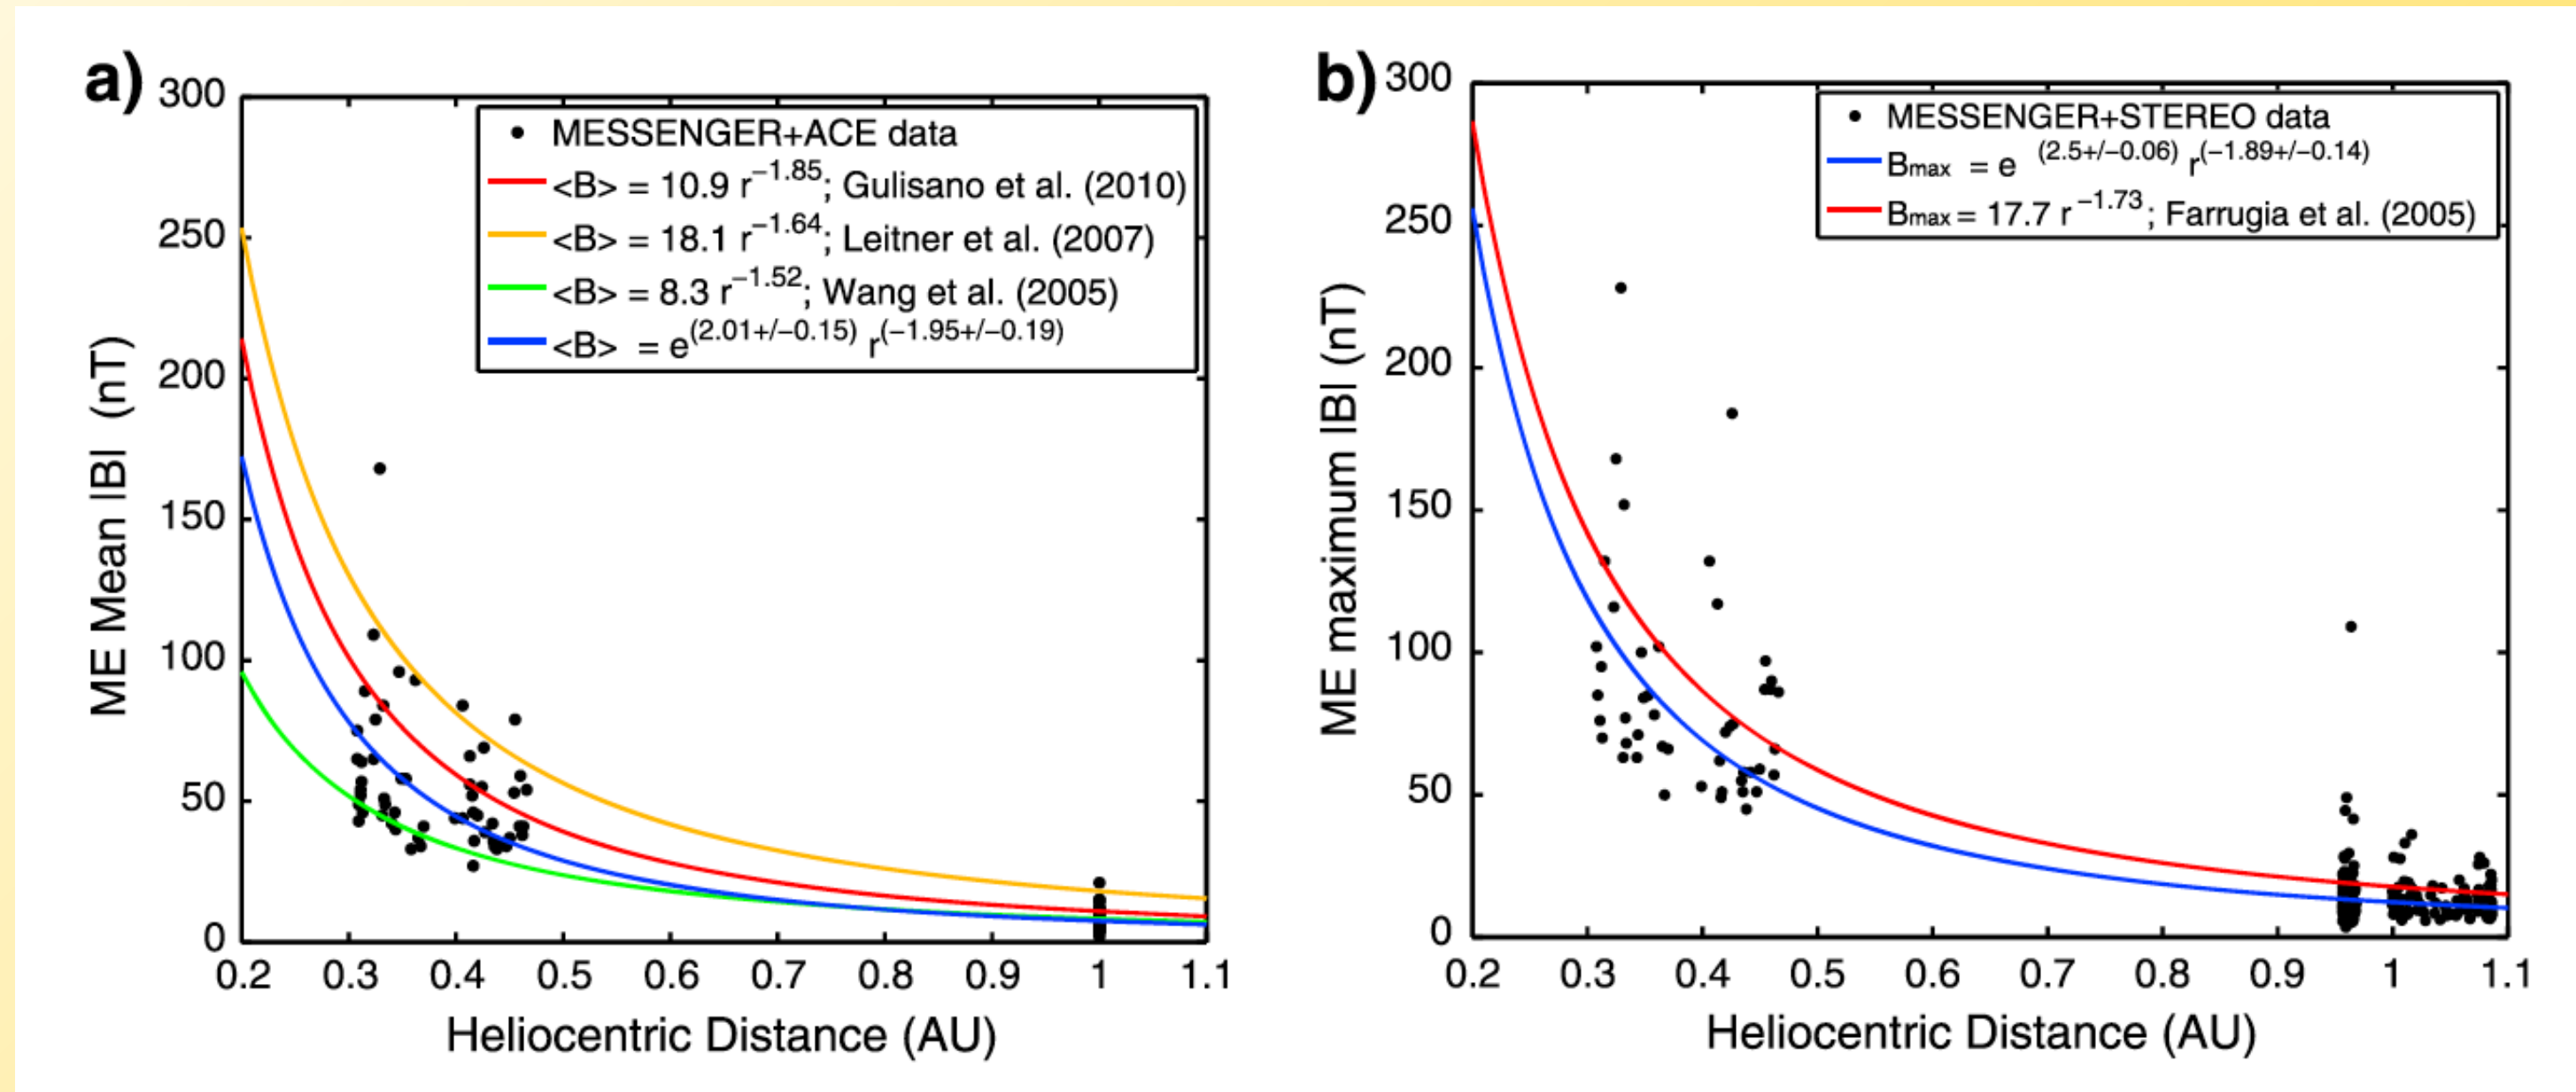 a)
300
250
200
150
100
50
0
ME Mean |B| (nT)
MESSENGER+ACE data
<B> = 10.9 r^−1.85; Gulisano et al. (2010)
<B> = 18.1 r^−1.64; Leitner et al. (2007)
<B> = 8.3 r^−1.52; Wang et al. (2005)
<B> = e^(2.01+/−0.15) r^(−1.95+/−0.19)
0.2 0.3 0.4 0.5 0.6 0.7 0.8 0.9 1 1.1
Heliocentric Distance (AU)
b)
300
250
200
150
100
50
0
ME maximum |B| (nT)
MESSENGER+STEREO data
Bmax = e^(2.5+/−0.06) r^(−1.89+/−0.14)
Bmax = 17.7 r^−1.73; Farrugia et al. (2005)
0.2 0.3 0.4 0.5 0.6 0.7 0.8 0.9 1 1.1
Heliocentric Distance (AU)